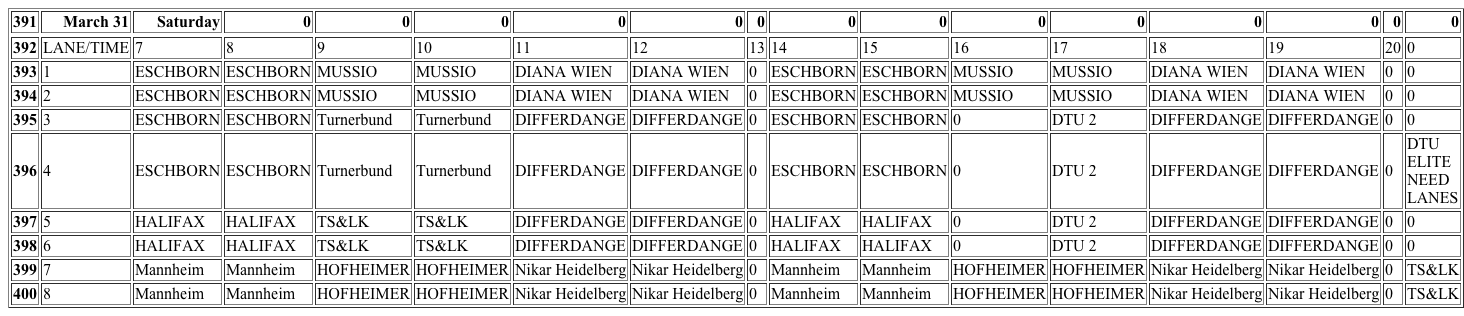 391 March 31 Saturday 0 0 0 0 0 0 0 0 0 0 0 0 0 0
392 LANE/TIME 7 8 9 10 11 12 13 14 15 16 17 18 19 20 0
393 1 ESCHBORN ESCHBORN MUSSIO MUSSIO DIANA WIEN DIANA WIEN 0 ESCHBORN ESCHBORN MUSSIO MUSSIO DIANA WIEN DIANA WIEN 0 0
394 2 ESCHBORN ESCHBORN MUSSIO MUSSIO DIANA WIEN DIANA WIEN 0 ESCHBORN ESCHBORN MUSSIO MUSSIO DIANA WIEN DIANA WIEN 0 0
395 3 ESCHBORN ESCHBORN Turnerbund Turnerbund DIFFERDANGE DIFFERDANGE 0 ESCHBORN ESCHBORN 0 DTU 2 DIFFERDANGE DIFFERDANGE 0 0
396 4 ESCHBORN ESCHBORN Turnerbund Turnerbund DIFFERDANGE DIFFERDANGE 0 ESCHBORN ESCHBORN 0 DTU 2 DIFFERDANGE DIFFERDANGE 0 DTU
ELITE
NEED
LANES
397 5 HALIFAX HALIFAX TS&LK TS&LK DIFFERDANGE DIFFERDANGE 0 HALIFAX HALIFAX 0 DTU 2 DIFFERDANGE DIFFERDANGE 0 0
398 6 HALIFAX HALIFAX TS&LK TS&LK DIFFERDANGE DIFFERDANGE 0 HALIFAX HALIFAX 0 DTU 2 DIFFERDANGE DIFFERDANGE 0 0
399 7 Mannheim Mannheim HOFHEIMER HOFHEIMER Nikar Heidelberg Nikar Heidelberg 0 Mannheim Mannheim HOFHEIMER HOFHEIMER Nikar Heidelberg Nikar Heidelberg 0 TS&LK
400 8 Mannheim Mannheim HOFHEIMER HOFHEIMER Nikar Heidelberg Nikar Heidelberg 0 Mannheim Mannheim HOFHEIMER HOFHEIMER Nikar Heidelberg Nikar Heidelberg 0 TS&LK